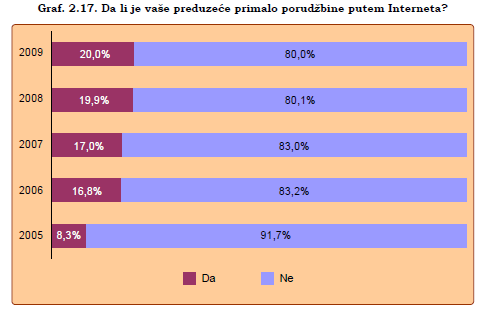 Graf. 2.17. Da li je vaše preduzeće primalo porudžbine putem Interneta?
2009 20,0% 80,0%
2008 19,9% 80,1%
2007 17,0% 83,0%
2006 16,8% 83,2%
2005 8,3% 91,7%
Da Ne